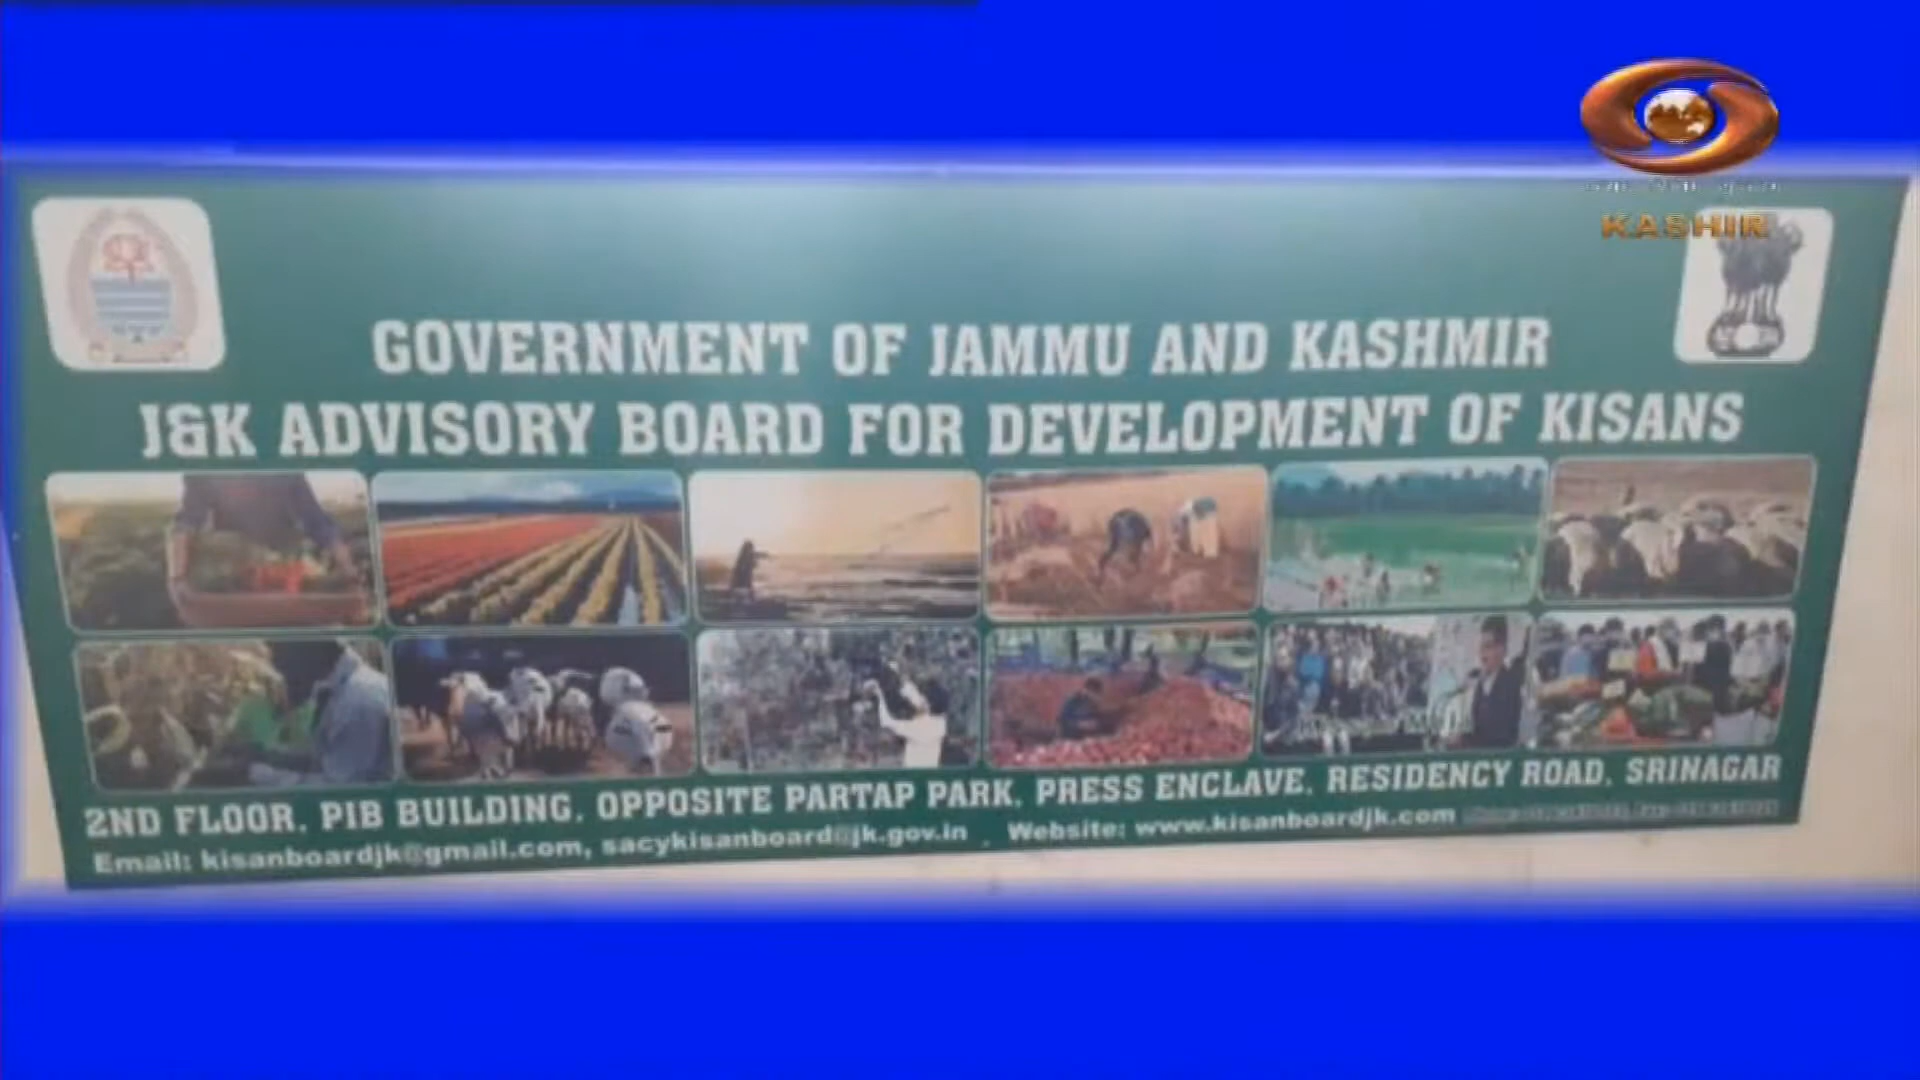 KASHIR
GOVERNMENT OF JAMMU AND KASHMIR
J&K ADVISORY BOARD FOR DEVELOPMENT OF KISANS
2ND FLOOR, PIB BUILDING, OPPOSITE PARTAP PARK, PRESS ENCLAVE, RESIDENCY ROAD, SRINAGAR
Email: kisanboardjk@gmail.com, sacykisanboard@jk.gov.in , Website: www.kisanboardjk.com